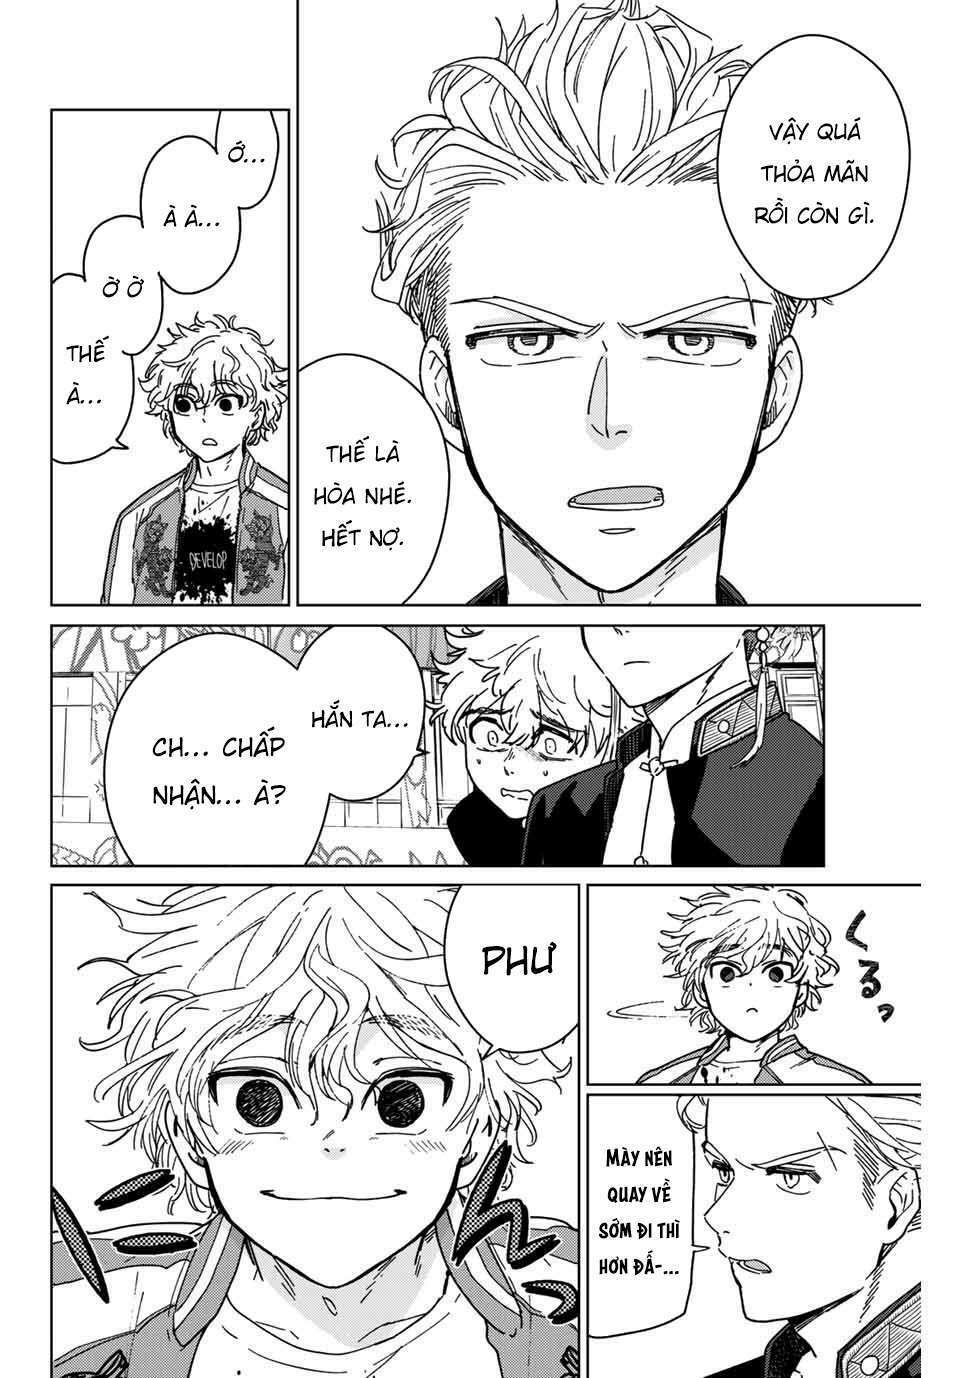 VẬY QUÁ
THỎA MÃN
RỒI CÒN GÌ.
THẾ LÀ
HÒA NHÉ.
HẾT NỢ.
Ớ...
À À...
Ờ Ờ
THẾ
À...
DEVELOP
HẮN TA...
CH... CHẤP
NHẬN... À?
くるっ
MÀY NÊN
QUAY VỀ
SỚM ĐI THÌ
HƠN ĐẤ-...
PHƯ